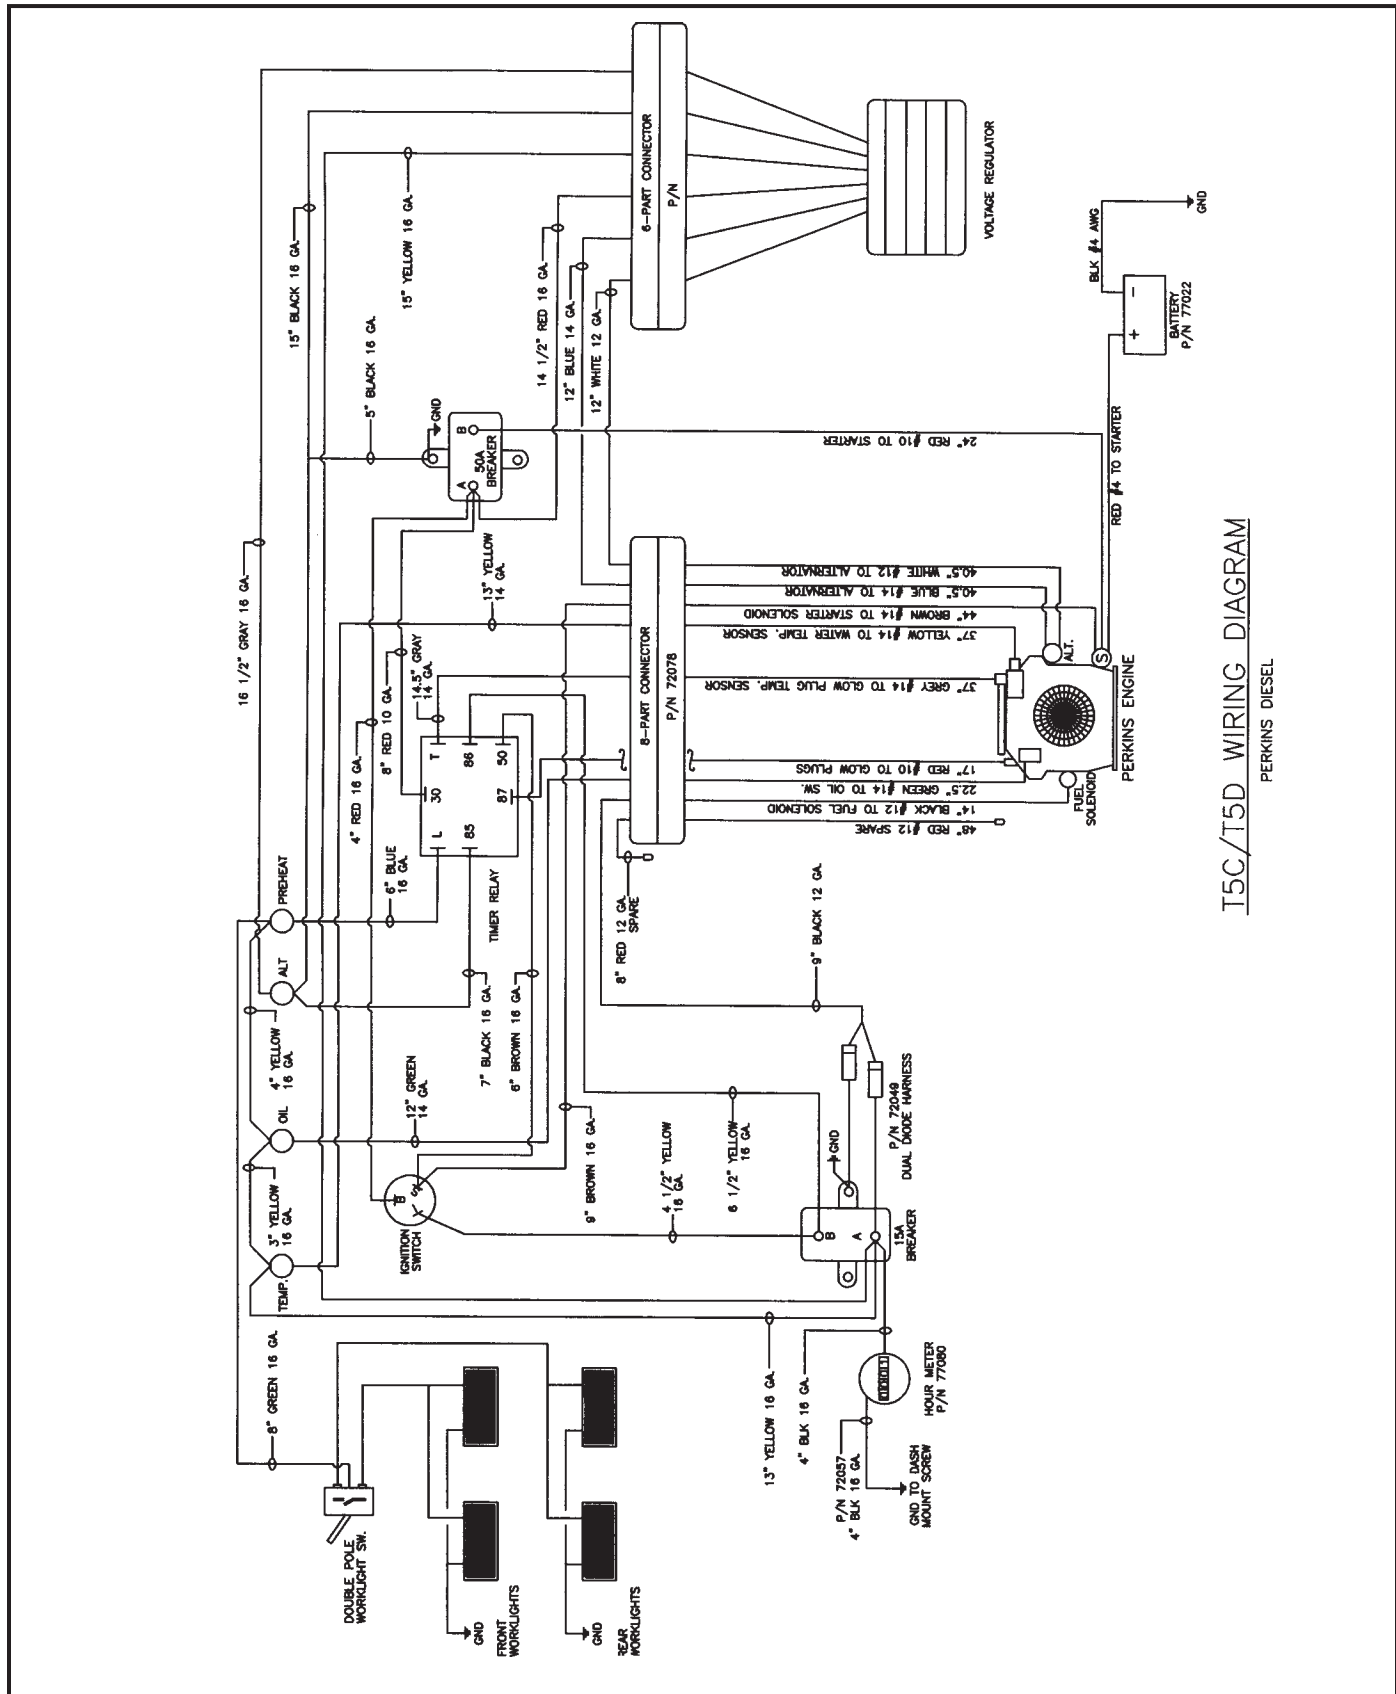 16 1/2" GRAY 16 GA.
15" BLACK 16 GA.
5" BLACK 16 GA.
15" YELLOW 16 GA.
14 1/2" RED 16 GA.
12" BLUE 14 GA.
12" WHITE 12 GA.
6-PART CONNECTOR
P/N
VOLTAGE REGULATOR
BLK #4 AWG
GND
-
+
BATTERY
P/N 77022
RED #4 TO STARTER
24" RED #10 TO STARTER
GND
B
A
50A
BREAKER
13" YELLOW
14 GA.
4" RED 16 GA.
8" RED 10 GA.
14.5" GRAY
14 GA.
T
86
50
30
87
L
85
TIMER RELAY
6" BLUE
16 GA.
PREHEAT
ALT
4" YELLOW
16 GA.
OIL
3" YELLOW
16 GA.
TEMP.
8-PART CONNECTOR
P/N 72078
40.5" WHITE #12 TO ALTERNATOR
40.5" BLUE #14 TO ALTERNATOR
44" BROWN #14 TO STARTER SOLENOID
37" YELLOW #14 TO WATER TEMP. SENSOR
37" GREY #14 TO GLOW PLUG TEMP. SENSOR
17" RED #10 TO GLOW PLUGS
22.5" GREEN #14 TO OIL SW.
14" BLACK #12 TO FUEL SOLENOID
48" RED #12 SPARE
ALT.
S
FUEL
SOLENOID
PERKINS ENGINE
8" RED 12 GA.
SPARE
9" BLACK 12 GA.
7" BLACK 16 GA.
6" BROWN 16 GA.
12" GREEN
14 GA.
9" BROWN 16 GA.
4 1/2" YELLOW
16 GA.
6 1/2" YELLOW
16 GA.
B
S
IGNITION
SWITCH
P/N 72049
DUAL DIODE HARNESS
GND
B
A
15A
BREAKER
8" GREEN 16 GA.
13" YELLOW 16 GA.
4" BLK 16 GA.
HOUR METER
P/N 77080
P/N 72057
4" BLK 16 GA.
GND TO DASH
MOUNT SCREW
DOUBLE POLE
WORKLIGHT SW.
GND
FRONT
WORKLIGHTS
GND
REAR
WORKLIGHTS
T5C/T5D WIRING DIAGRAM
PERKINS DIESEL